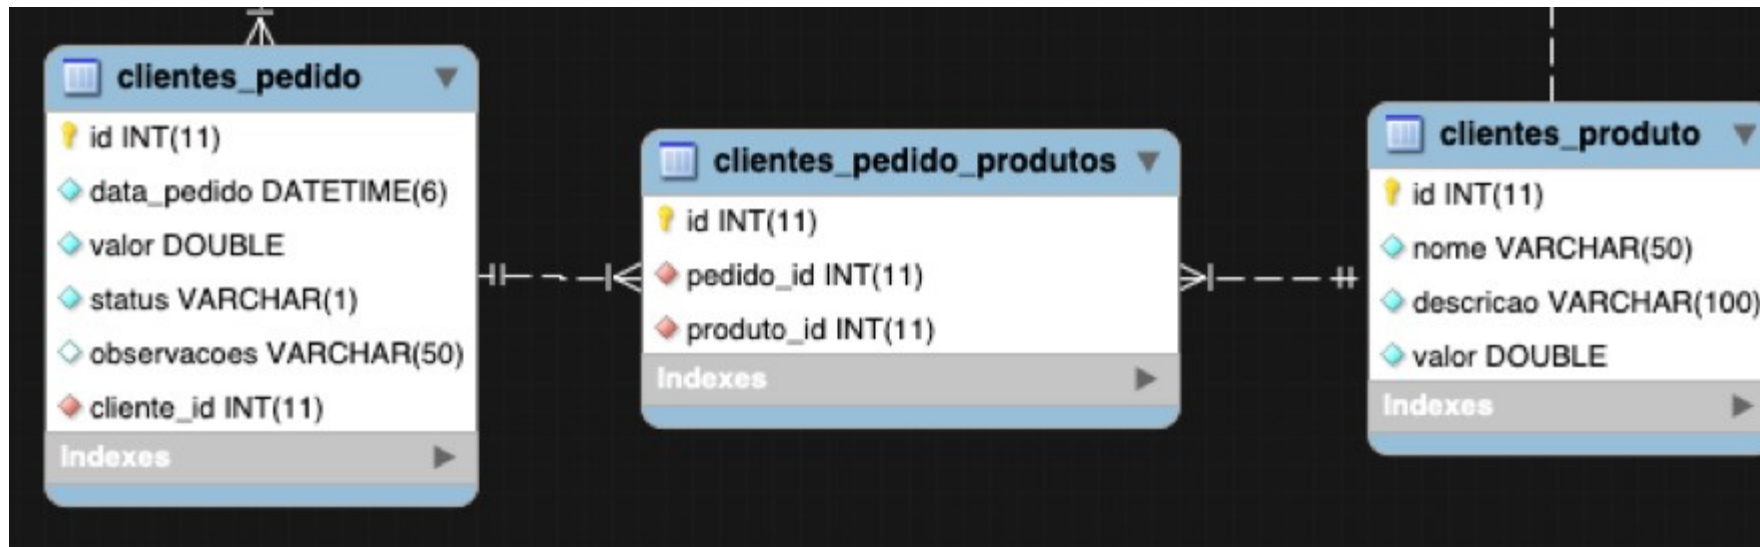 clientes_pedido
id INT(11)
data_pedido DATETIME(6)
valor DOUBLE
status VARCHAR(1)
observacoes VARCHAR(50)
cliente_id INT(11)
Indexes
clientes_pedido_produtos
id INT(11)
pedido_id INT(11)
produto_id INT(11)
Indexes
clientes_produto
id INT(11)
nome VARCHAR(50)
descricao VARCHAR(100)
valor DOUBLE
Indexes